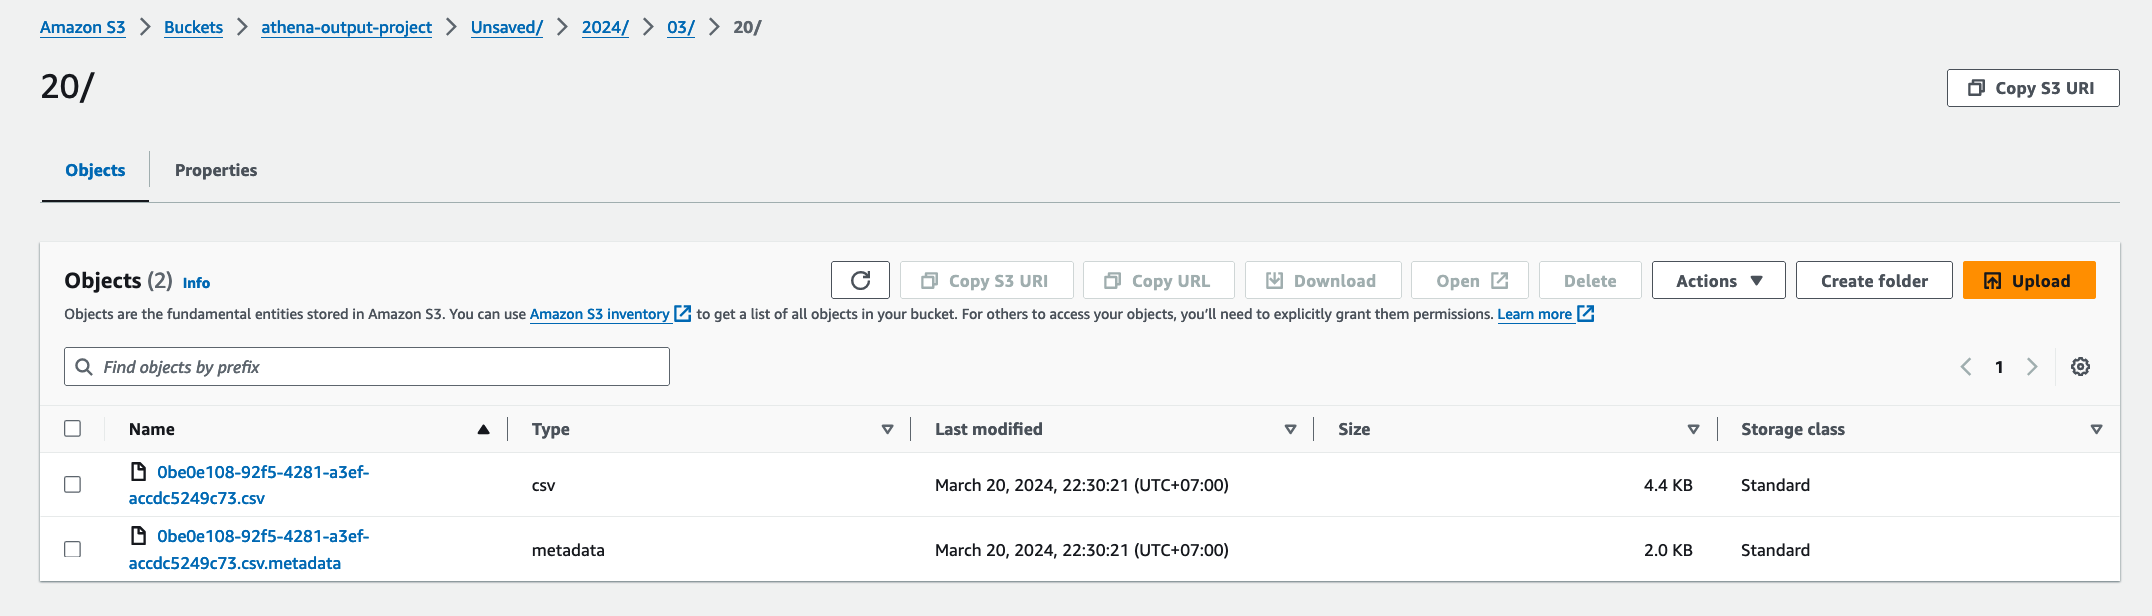 Amazon S3 > Buckets > athena-output-project > Unsaved/ > 2024/ > 03/ > 20/
20/
Copy S3 URI
Objects Properties
Objects (2) Info
Copy S3 URI Copy URL Download Open Delete Actions Create folder Upload
Objects are the fundamental entities stored in Amazon S3. You can use Amazon S3 inventory to get a list of all objects in your bucket. For others to access your objects, you'll need to explicitly grant them permissions. Learn more
Find objects by prefix
1
Name Type Last modified Size Storage class
0be0e108-92f5-4281-a3ef-
accdc5249c73.csv
csv March 20, 2024, 22:30:21 (UTC+07:00) 4.4 KB Standard
0be0e108-92f5-4281-a3ef-
accdc5249c73.csv.metadata
metadata March 20, 2024, 22:30:21 (UTC+07:00) 2.0 KB Standard